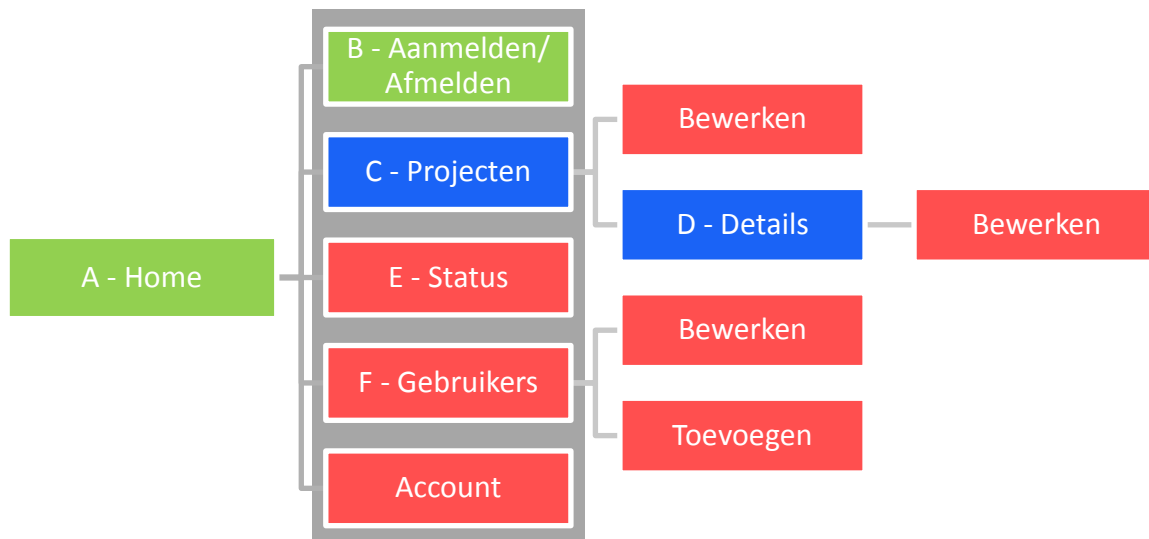 B - Aanmelden/
Afmelden
Bewerken
C - Projecten
D - Details
Bewerken
A - Home
E - Status
Bewerken
F - Gebruikers
Toevoegen
Account